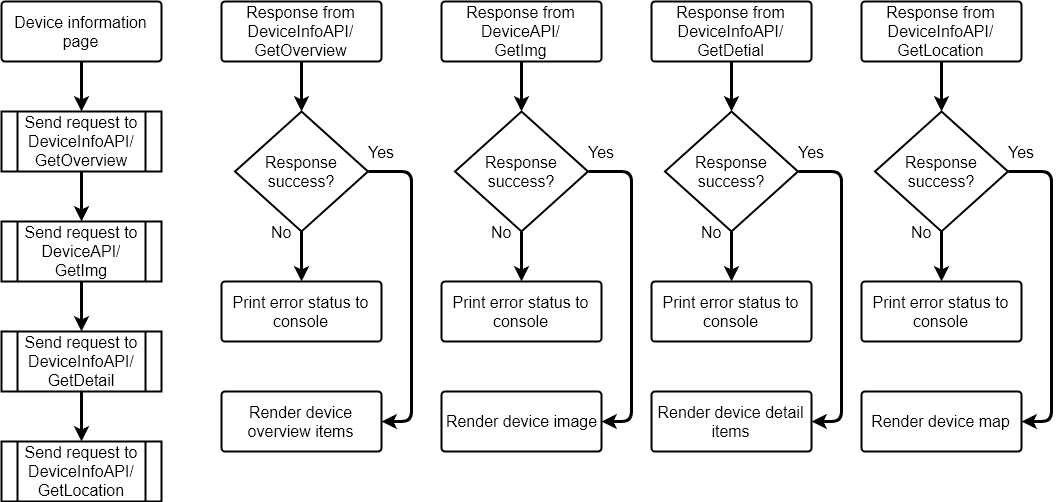 Device information
page
Send request to
DeviceInfoAPI/
GetOverview
Send request to
DeviceAPI/
GetImg
Send request to
DeviceInfoAPI/
GetDetail
Send request to
DeviceInfoAPI/
GetLocation
Response from
DeviceInfoAPI/
GetOverview
Response
success?
Yes
No
Print error status to
console
Render device
overview items
Response from
DeviceAPI/
GetImg
Response
success?
Yes
No
Print error status to
console
Render device image
Response from
DeviceInfoAPI/
GetDetial
Response
success?
Yes
No
Print error status to
console
Render device detail
items
Response from
DeviceInfoAPI/
GetLocation
Response
success?
Yes
No
Print error status to
console
Render device map